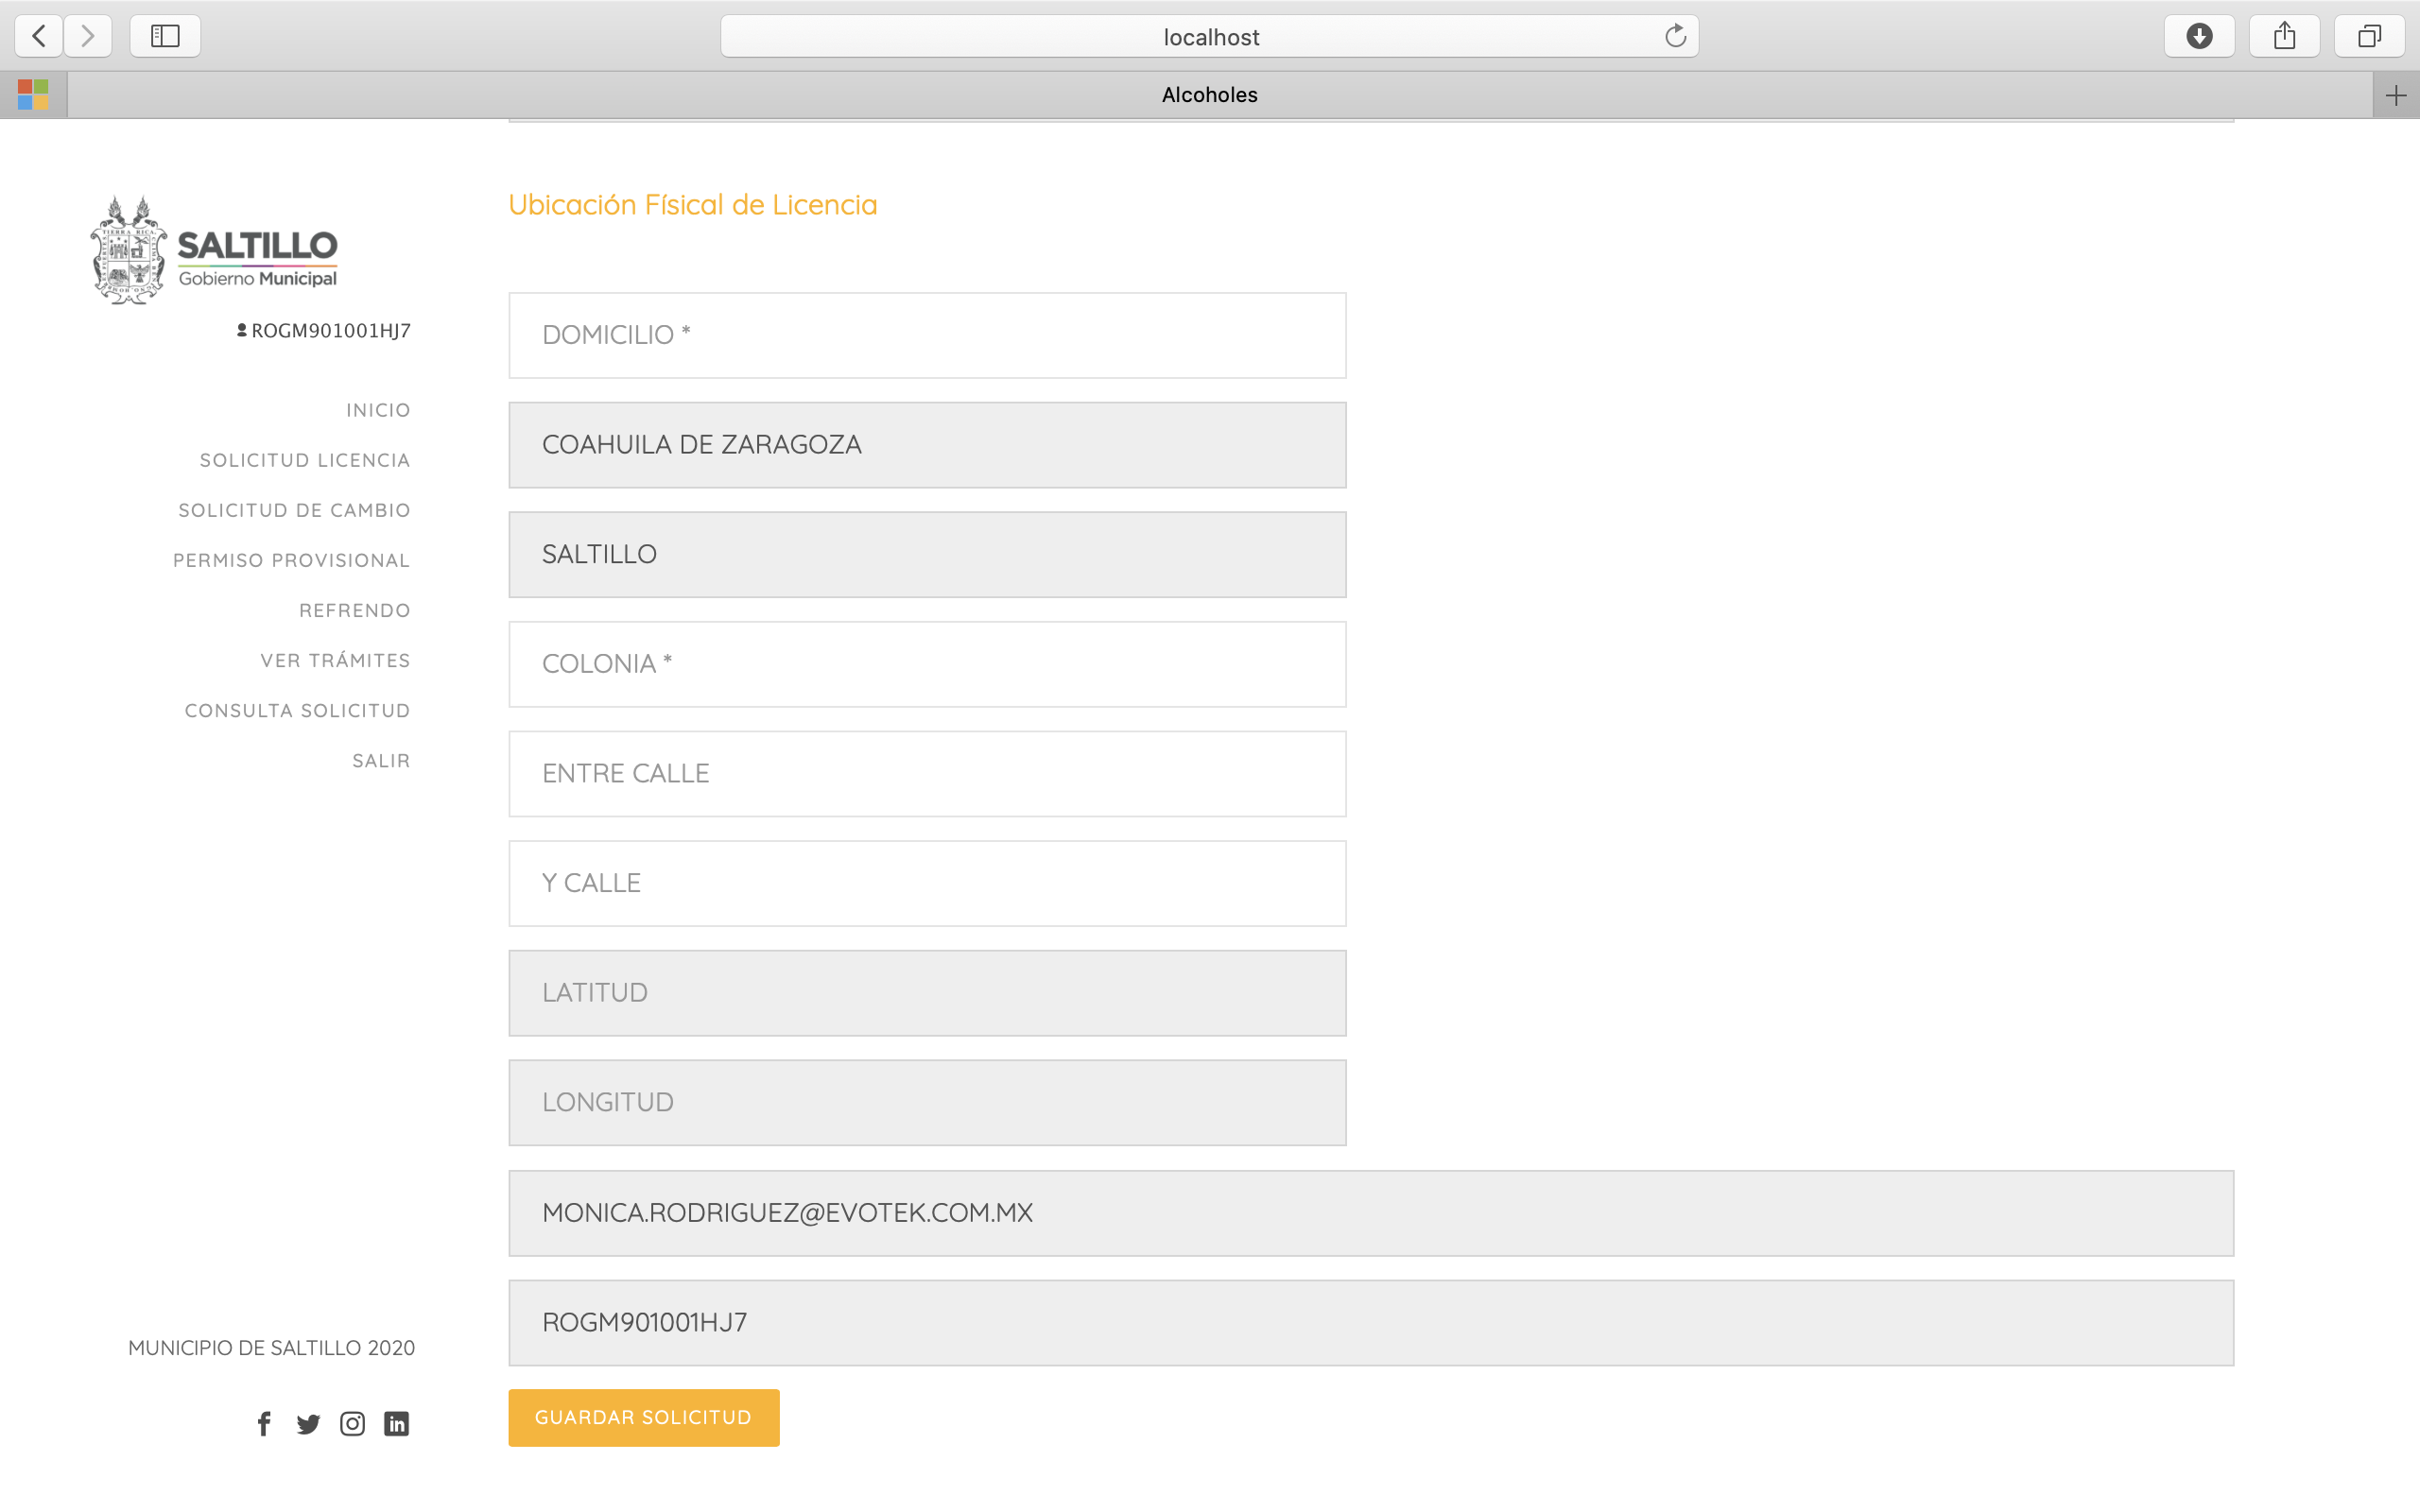 localhost
Alcoholes
SALTILLO
Gobierno Municipal
ROGM901001HJ7
INICIO
SOLICITUD LICENCIA
SOLICITUD DE CAMBIO
PERMISO PROVISIONAL
REFRENDO
VER TRÁMITES
CONSULTA SOLICITUD
SALIR
MUNICIPIO DE SALTILLO 2020
Ubicación Físical de Licencia
DOMICILIO *
COAHUILA DE ZARAGOZA
SALTILLO
COLONIA *
ENTRE CALLE
Y CALLE
LATITUD
LONGITUD
MONICA.RODRIGUEZ@EVOTEK.COM.MX
ROGM901001HJ7
GUARDAR SOLICITUD